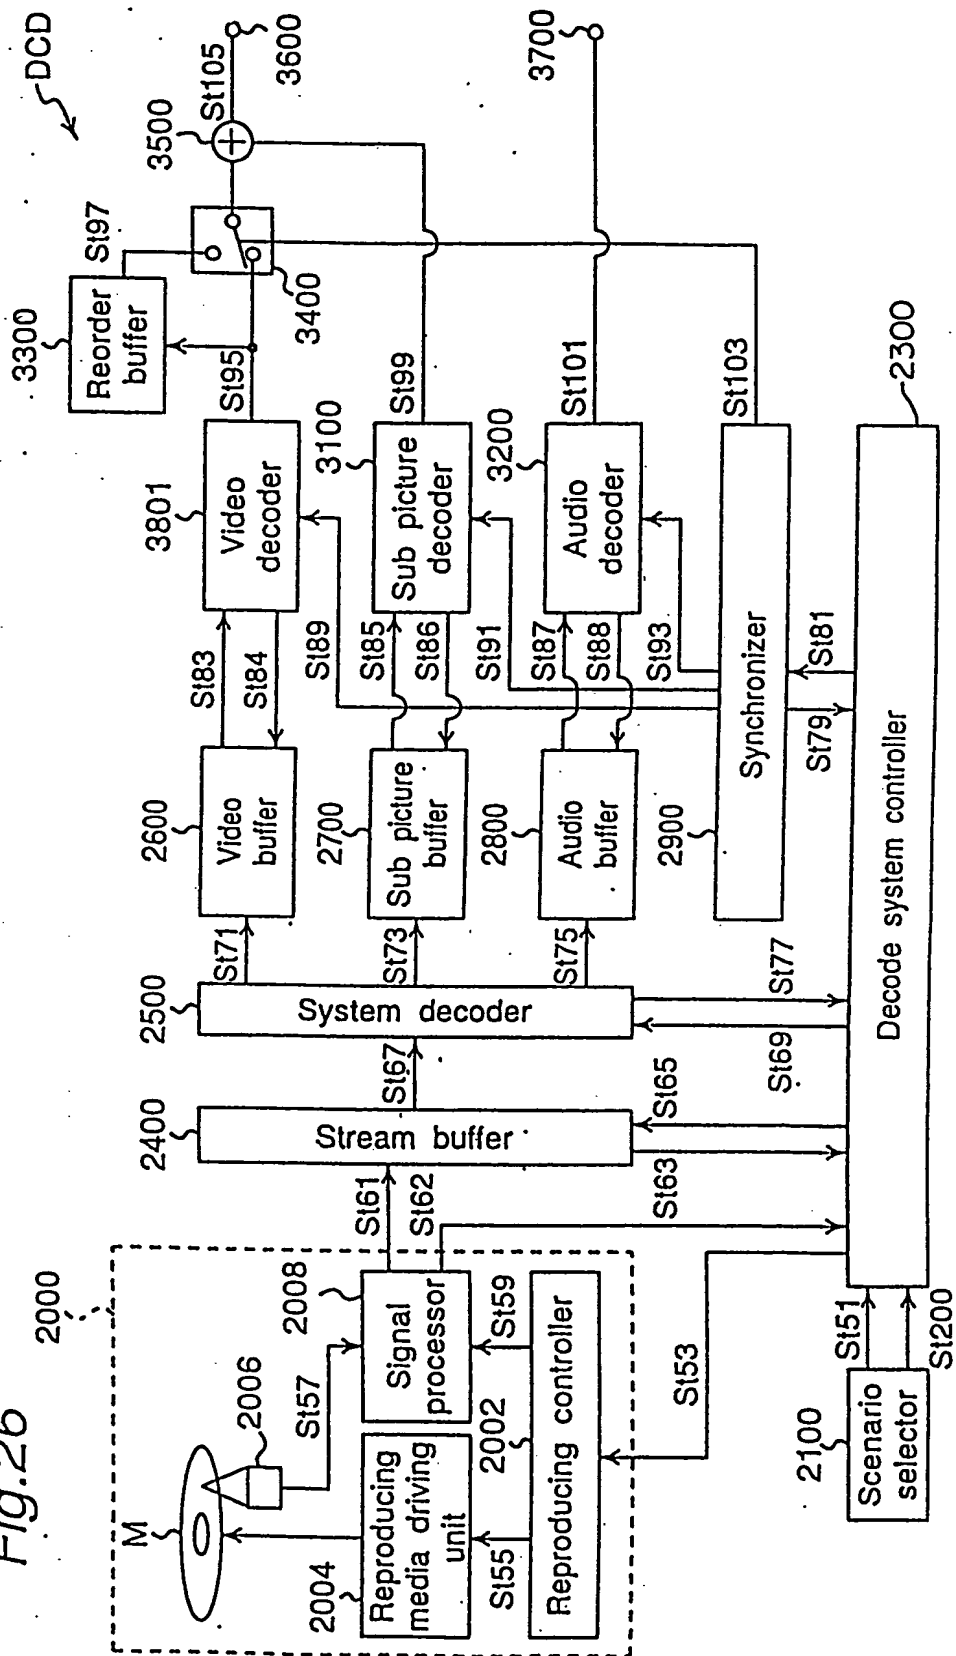 Fig.26
DCD
2000
M
2006
2004
Reproducing
media driving
unit
St57
2008
Signal
processor
St55
2002
St59
Reproducing controller
St53
2100
Scenario
selector
St51
St200
St61
St62
St63
2400
Stream buffer
St65
St67
2500
System decoder
St69
St77
St71
St73
St75
2600
Video
buffer
2700
Sub picture
buffer
2800
Audio
buffer
2900
Synchronizer
St79
St81
2300
Decode system controller
St83
St84
St89
St85
St86
St91
St87
St88
St93
3801
Video
decoder
3100
Sub picture
decoder
3200
Audio
decoder
St95
St99
St101
St103
3300
Reorder
buffer
St97
3400
3500
St105
3600
3700